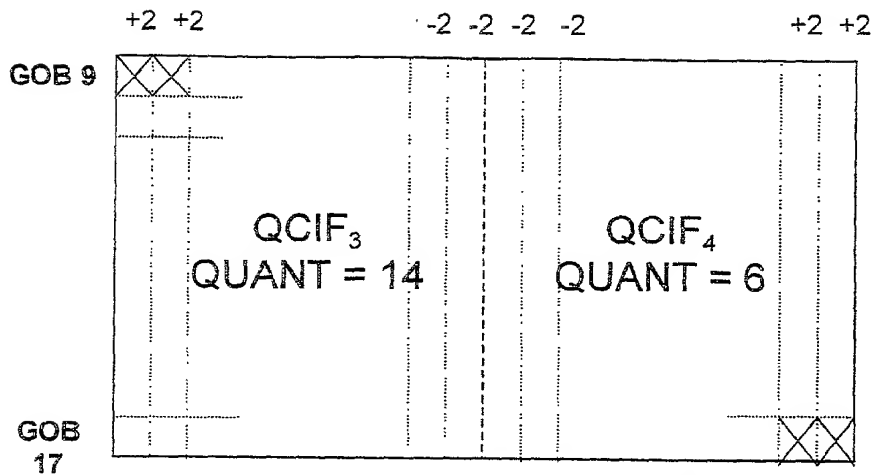 +2 +2 -2 -2 -2 -2 +2 +2
GOB 9
QCIF3 QCIF4
QUANT = 14 QUANT = 6
GOB
17